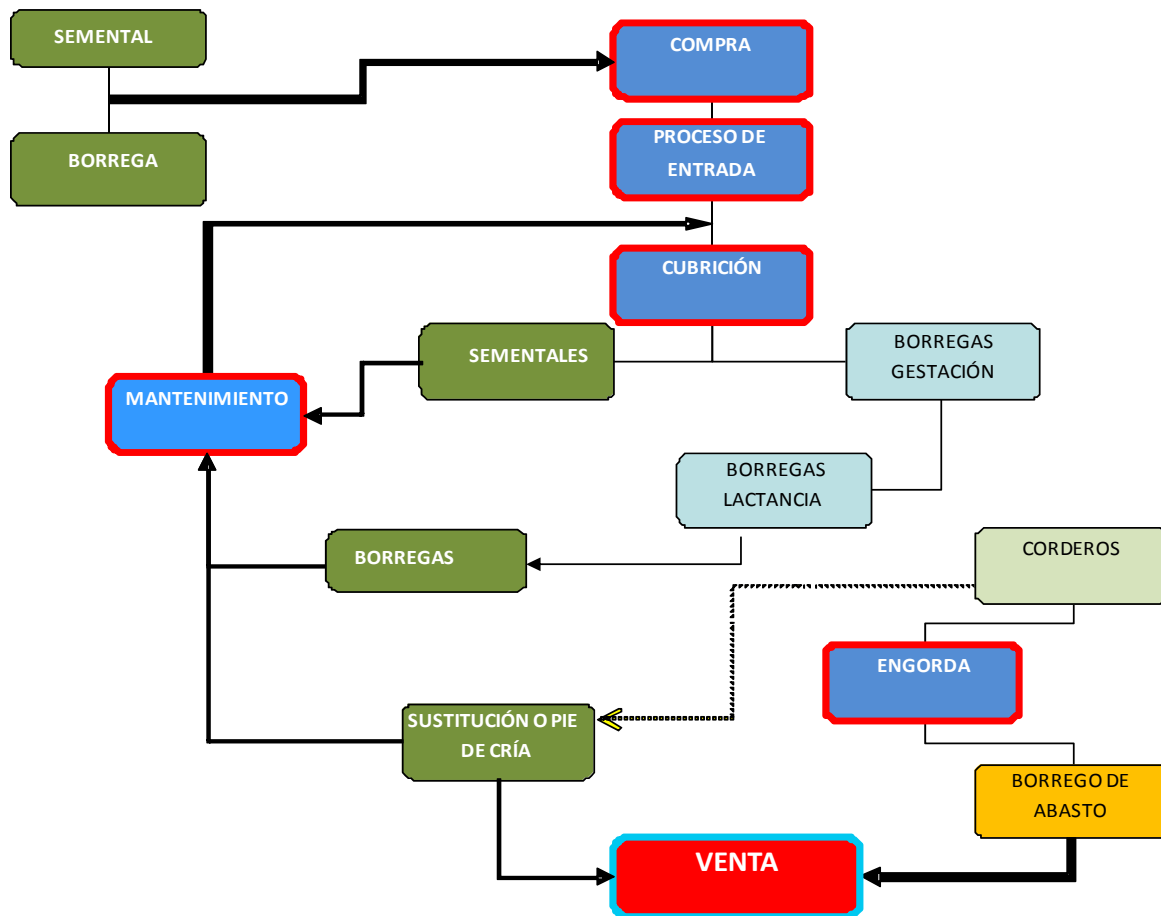 SEMENTAL
COMPRA
BORREGA
PROCESO DE
ENTRADA
CUBRICIÓN
SEMENTALES
BORREGAS
GESTACIÓN
MANTENIMIENTO
BORREGAS
LACTANCIA
BORREGAS
CORDEROS
ENGORDA
SUSTITUCIÓN O PIE
DE CRÍA
BORREGO DE
ABASTO
VENTA